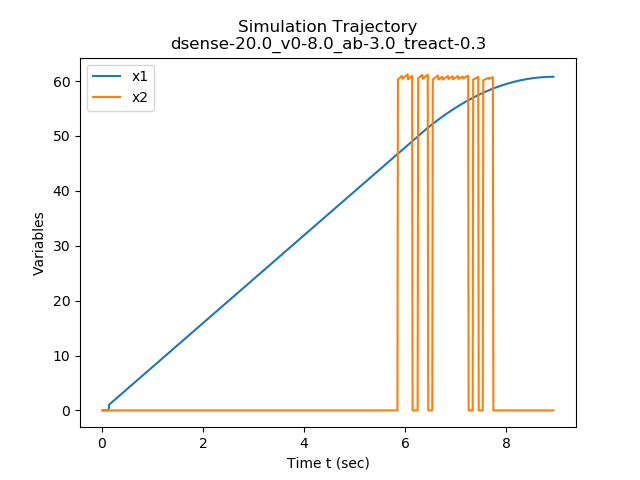 Simulation Trajectory
dsense-20.0_v0-8.0_ab-3.0_treact-0.3
x1
x2
Variables
60
50
40
30
20
10
0
0 2 4 6 8
Time t (sec)